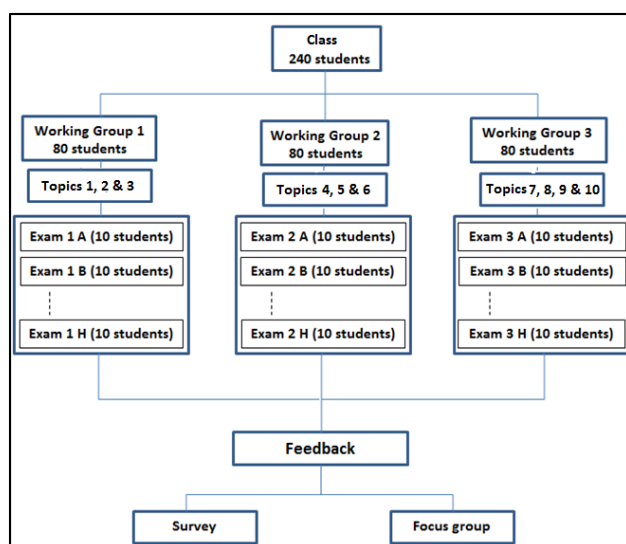 Class
240 students
Working Group 1
80 students
Working Group 2
80 students
Working Group 3
80 students
Topics 1, 2 & 3
Topics 4, 5 & 6
Topics 7, 8, 9 & 10
Exam 1 A (10 students)
Exam 1 B (10 students)
Exam 1 H (10 students)
Exam 2 A (10 students)
Exam 2 B (10 students)
Exam 2 H (10 students)
Exam 3 A (10 students)
Exam 3 B (10 students)
Exam 3 H (10 students)
Feedback
Survey
Focus group